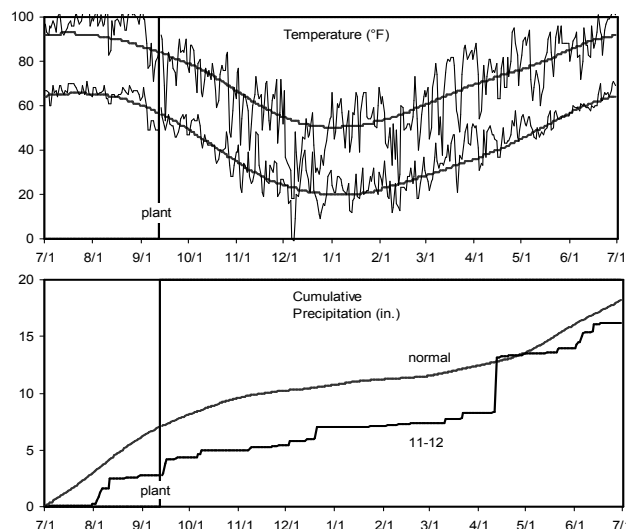 100
Temperature (°F)
80
60
40
20
plant
0
7/1 8/1 9/1 10/1 11/1 12/1 1/1 2/1 3/1 4/1 5/1 6/1 7/1
20
Cumulative
Precipitation (in.)
15
normal
10
5
11-12
plant
0
7/1 8/1 9/1 10/1 11/1 12/1 1/1 2/1 3/1 4/1 5/1 6/1 7/1